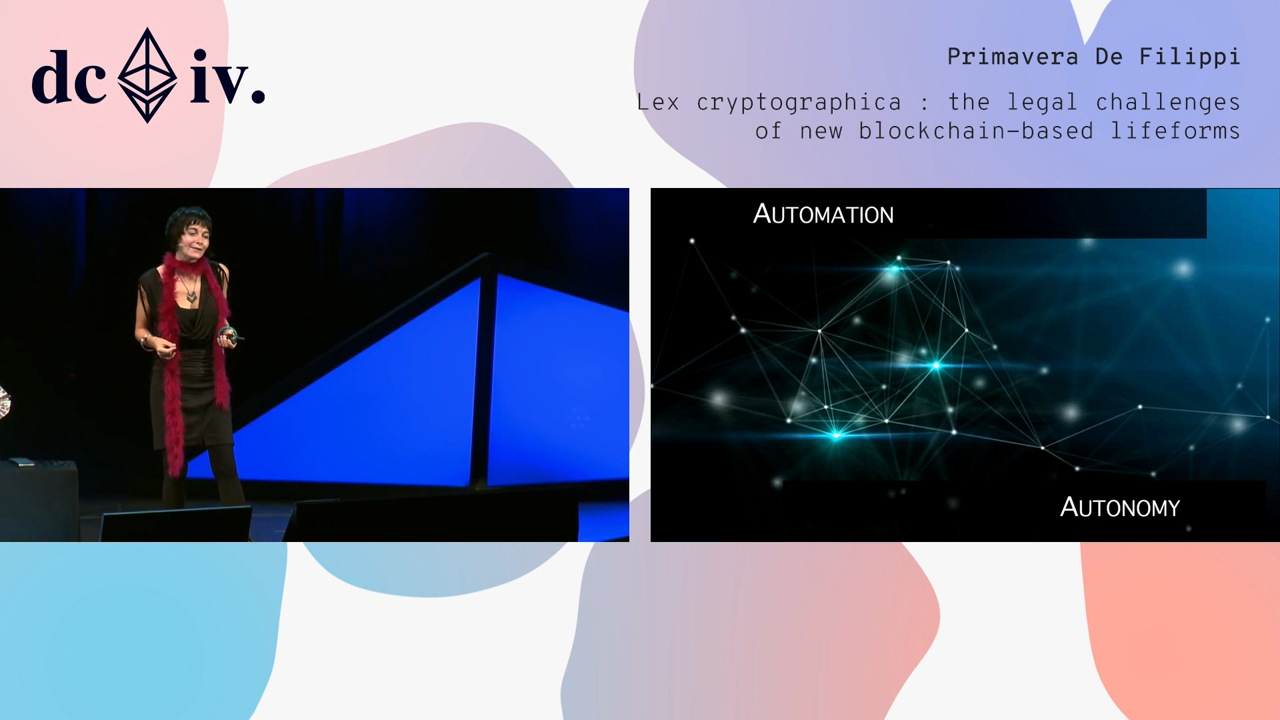 dc iv.
Primavera De Filippi
Lex cryptographica : the legal challenges
of new blockchain-based lifeforms
AUTOMATION
AUTONOMY